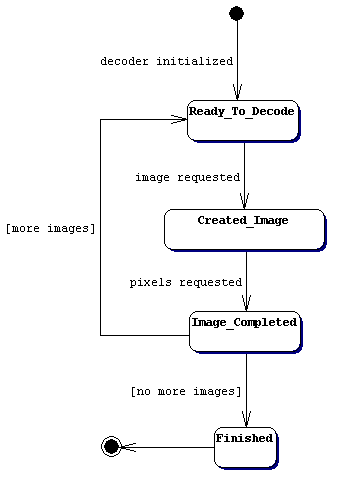 decoder initialized
Ready_To_Decode
image requested
Created_Image
[more images]
pixels requested
Image_Completed
[no more images]
Finished